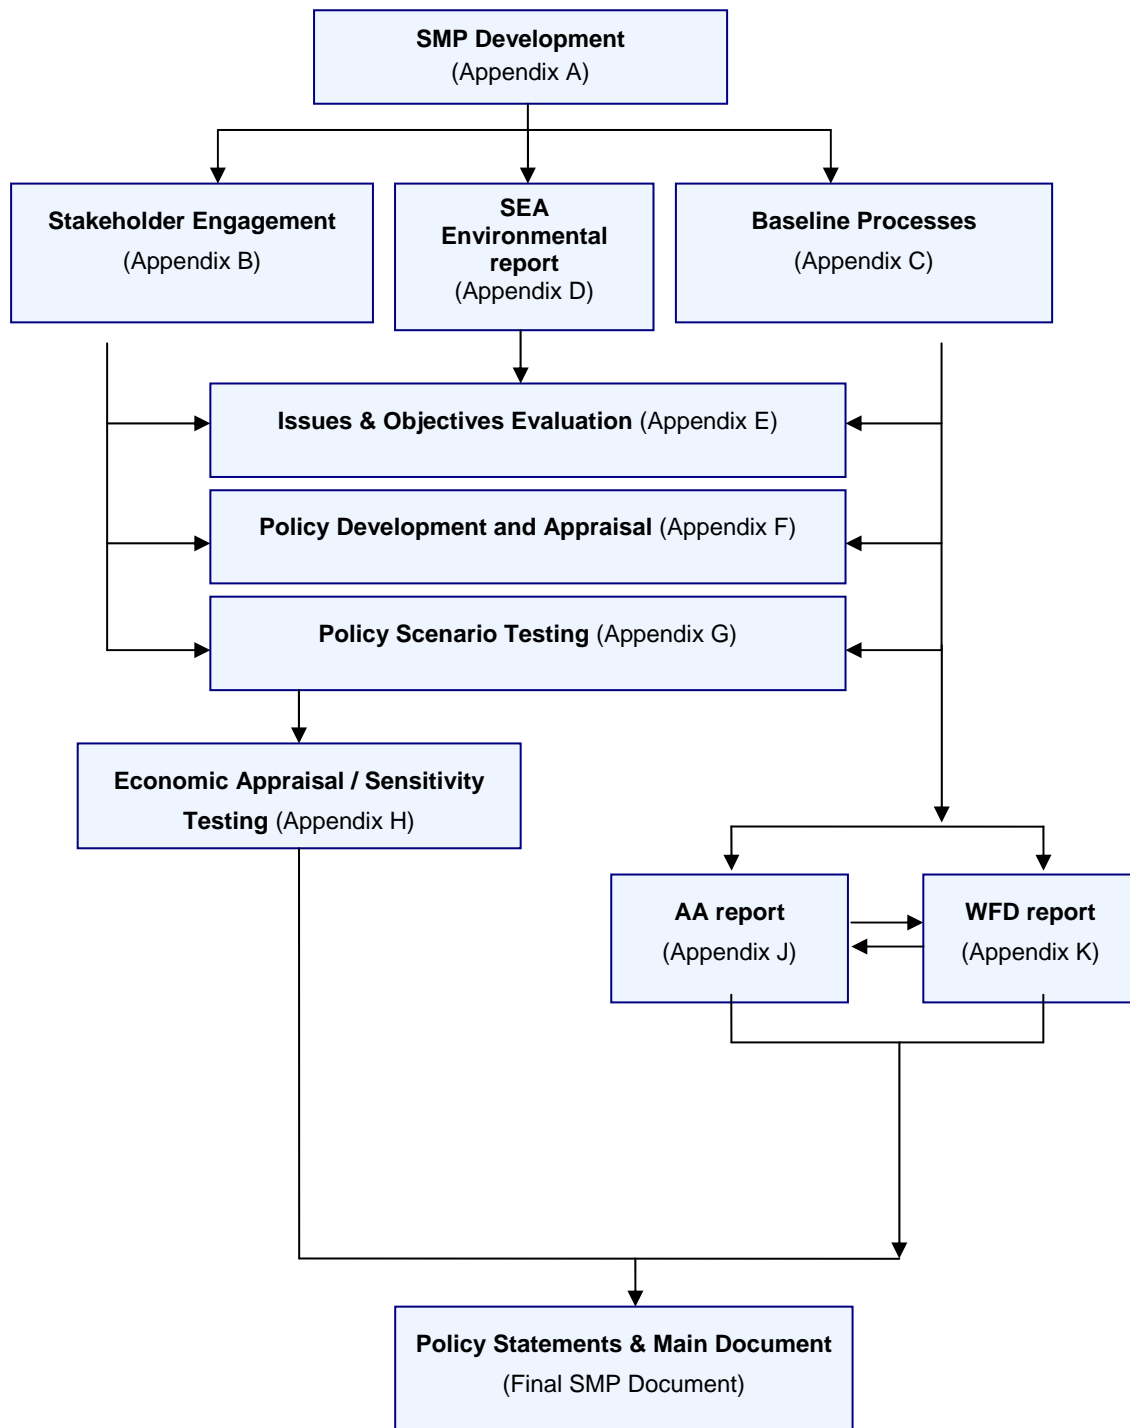 SMP Development
(Appendix A)
Stakeholder Engagement
(Appendix B)
SEA
Environmental
report
(Appendix D)
Baseline Processes
(Appendix C)
Issues & Objectives Evaluation (Appendix E)
Policy Development and Appraisal (Appendix F)
Policy Scenario Testing (Appendix G)
Economic Appraisal / Sensitivity
Testing (Appendix H)
AA report
(Appendix J)
WFD report
(Appendix K)
Policy Statements & Main Document
(Final SMP Document)